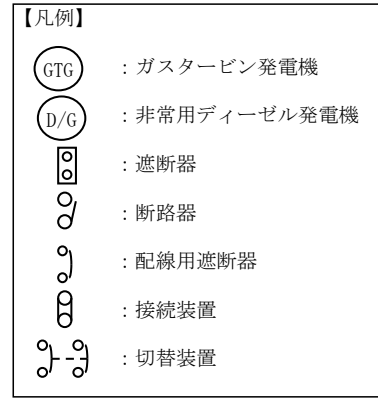 【凡例】
GTG：ガスタービン発電機
D/G：非常用ディーゼル発電機
：遮断器
：断路器
：配線用遮断器
：接続装置
：切替装置